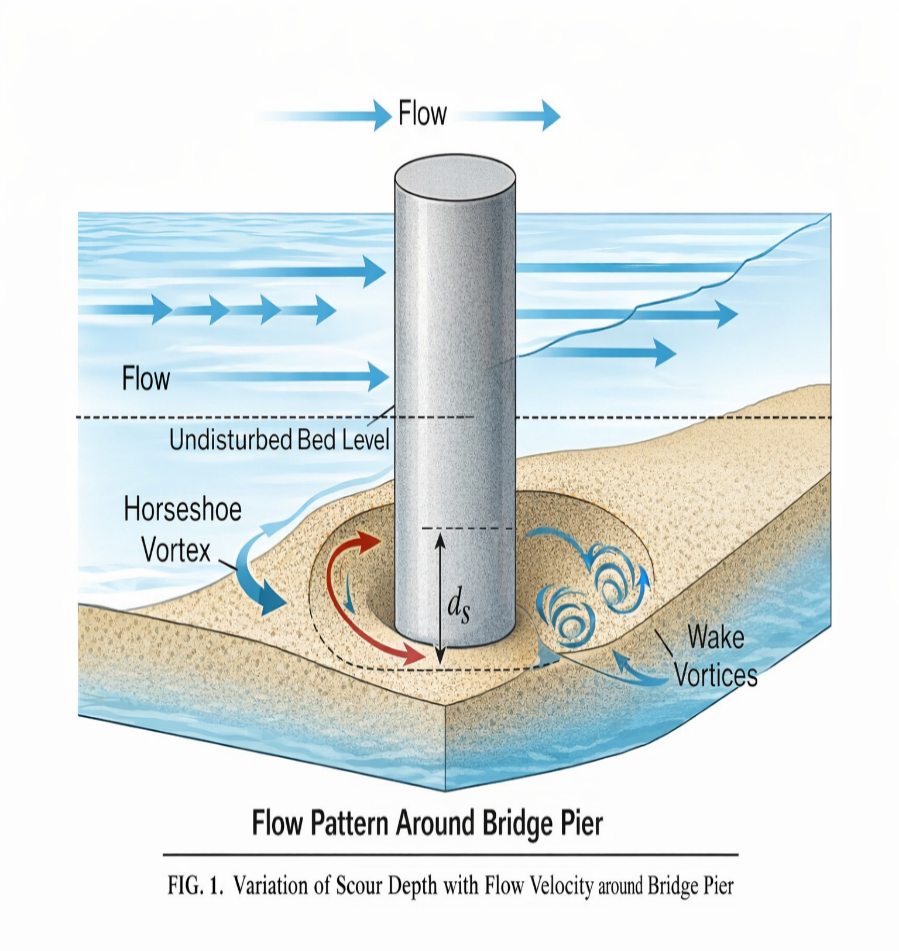 Flow
Flow
Undisturbed Bed Level
Horseshoe
Vortex
dₛ
Wake
Vortices
Flow Pattern Around Bridge Pier
FIG. 1. Variation of Scour Depth with Flow Velocity around Bridge Pier